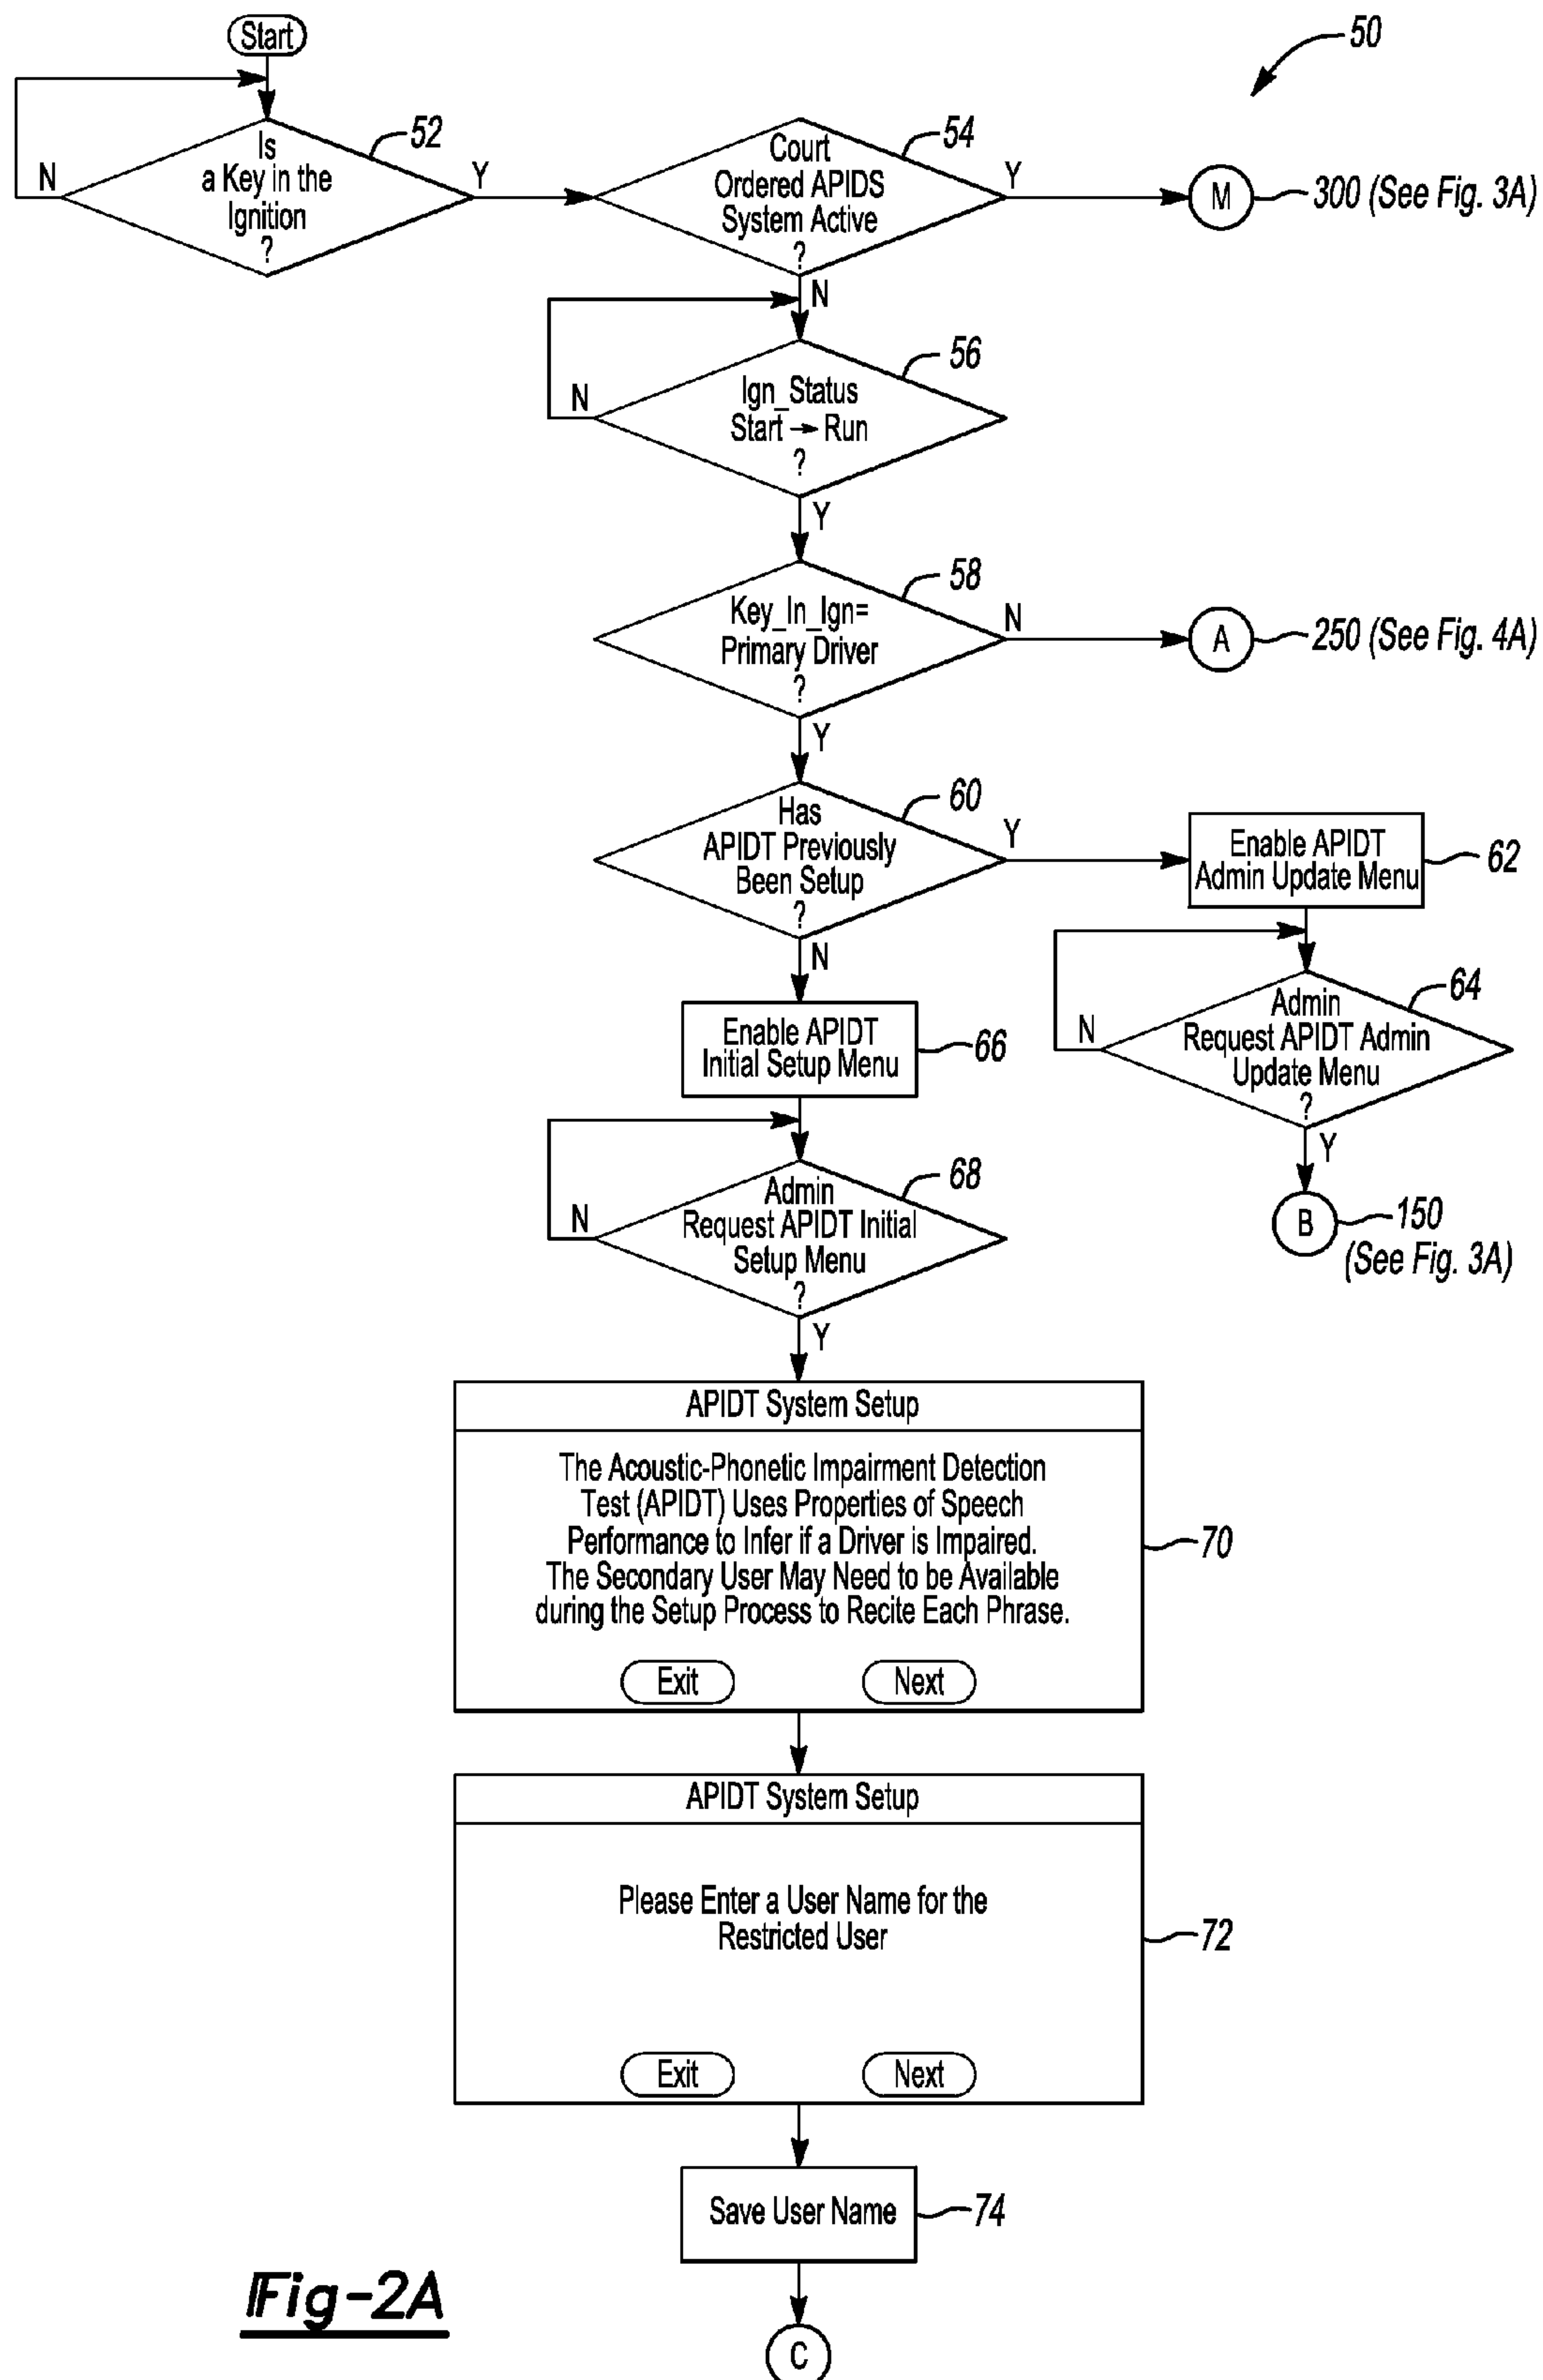 Start
50
Is
a Key in the
Ignition
?
52
N
Y
Court
Ordered APIDS
System Active
?
54
Y
M
300 (See Fig. 3A)
N
Ign_Status
Start → Run
?
56
N
Y
Key_In_Ign=
Primary Driver
?
58
N
A
250 (See Fig. 4A)
Y
Has
APIDT Previously
Been Setup
?
60
Y
Enable APIDT
Admin Update Menu
62
N
Admin
Request APIDT Admin
Update Menu
?
64
N
Y
B
150
(See Fig. 3A)
Enable APIDT
Initial Setup Menu
66
Admin
Request APIDT Initial
Setup Menu
?
68
N
Y
APIDT System Setup
The Acoustic-Phonetic Impairment Detection
Test (APIDT) Uses Properties of Speech
Performance to Infer if a Driver is Impaired.
The Secondary User May Need to be Available
during the Setup Process to Recite Each Phrase.
Exit
Next
70
APIDT System Setup
Please Enter a User Name for the
Restricted User
Exit
Next
72
Save User Name
74
C
Fig-2A